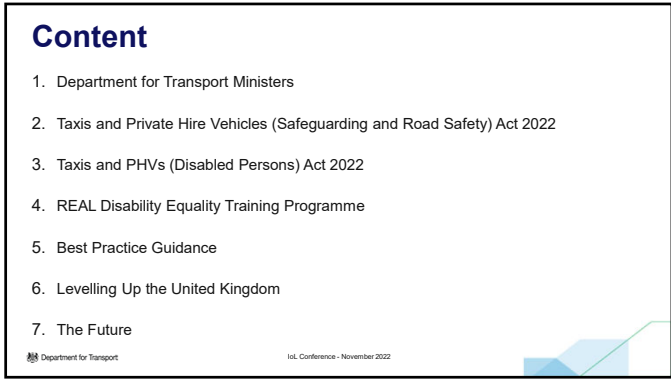 Content
1. Department for Transport Ministers
2. Taxis and Private Hire Vehicles (Safeguarding and Road Safety) Act 2022
3. Taxis and PHVs (Disabled Persons) Act 2022
4. REAL Disability Equality Training Programme
5. Best Practice Guidance
6. Levelling Up the United Kingdom
7. The Future
Department for Transport
IoL Conference - November 2022